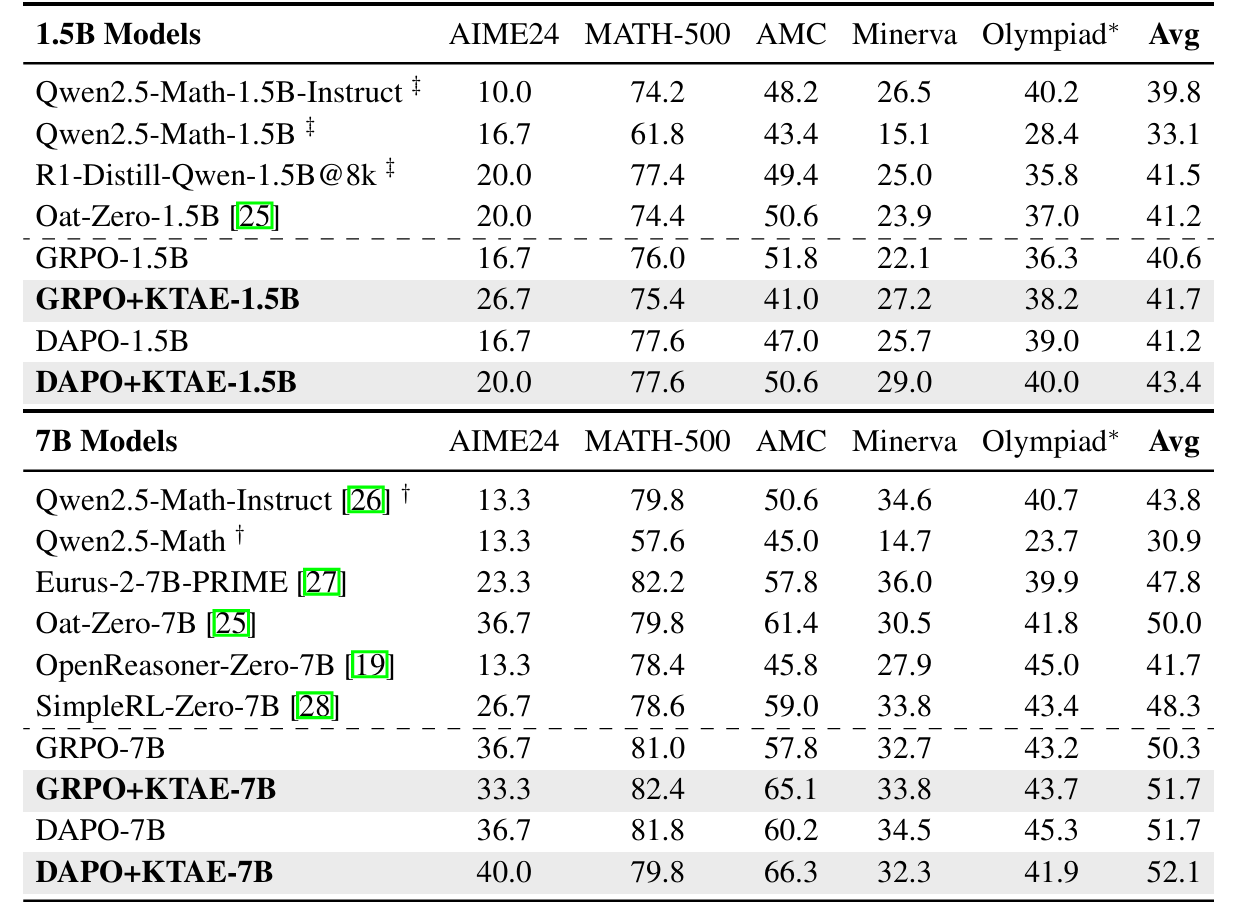 1.5B Models AIME24 MATH-500 AMC Minerva Olympiad* Avg
Qwen2.5-Math-1.5B-Instruct ‡ 10.0 74.2 48.2 26.5 40.2 39.8
Qwen2.5-Math-1.5B ‡ 16.7 61.8 43.4 15.1 28.4 33.1
R1-Distill-Qwen-1.5B@8k ‡ 20.0 77.4 49.4 25.0 35.8 41.5
Oat-Zero-1.5B [25] 20.0 74.4 50.6 23.9 37.0 41.2
GRPO-1.5B 16.7 76.0 51.8 22.1 36.3 40.6
GRPO+KTAE-1.5B 26.7 75.4 41.0 27.2 38.2 41.7
DAPO-1.5B 16.7 77.6 47.0 25.7 39.0 41.2
DAPO+KTAE-1.5B 20.0 77.6 50.6 29.0 40.0 43.4
7B Models AIME24 MATH-500 AMC Minerva Olympiad* Avg
Qwen2.5-Math-Instruct [26] † 13.3 79.8 50.6 34.6 40.7 43.8
Qwen2.5-Math † 13.3 57.6 45.0 14.7 23.7 30.9
Eurus-2-7B-PRIME [27] 23.3 82.2 57.8 36.0 39.9 47.8
Oat-Zero-7B [25] 36.7 79.8 61.4 30.5 41.8 50.0
OpenReasoner-Zero-7B [19] 13.3 78.4 45.8 27.9 45.0 41.7
SimpleRL-Zero-7B [28] 26.7 78.6 59.0 33.8 43.4 48.3
GRPO-7B 36.7 81.0 57.8 32.7 43.2 50.3
GRPO+KTAE-7B 33.3 82.4 65.1 33.8 43.7 51.7
DAPO-7B 36.7 81.8 60.2 34.5 45.3 51.7
DAPO+KTAE-7B 40.0 79.8 66.3 32.3 41.9 52.1